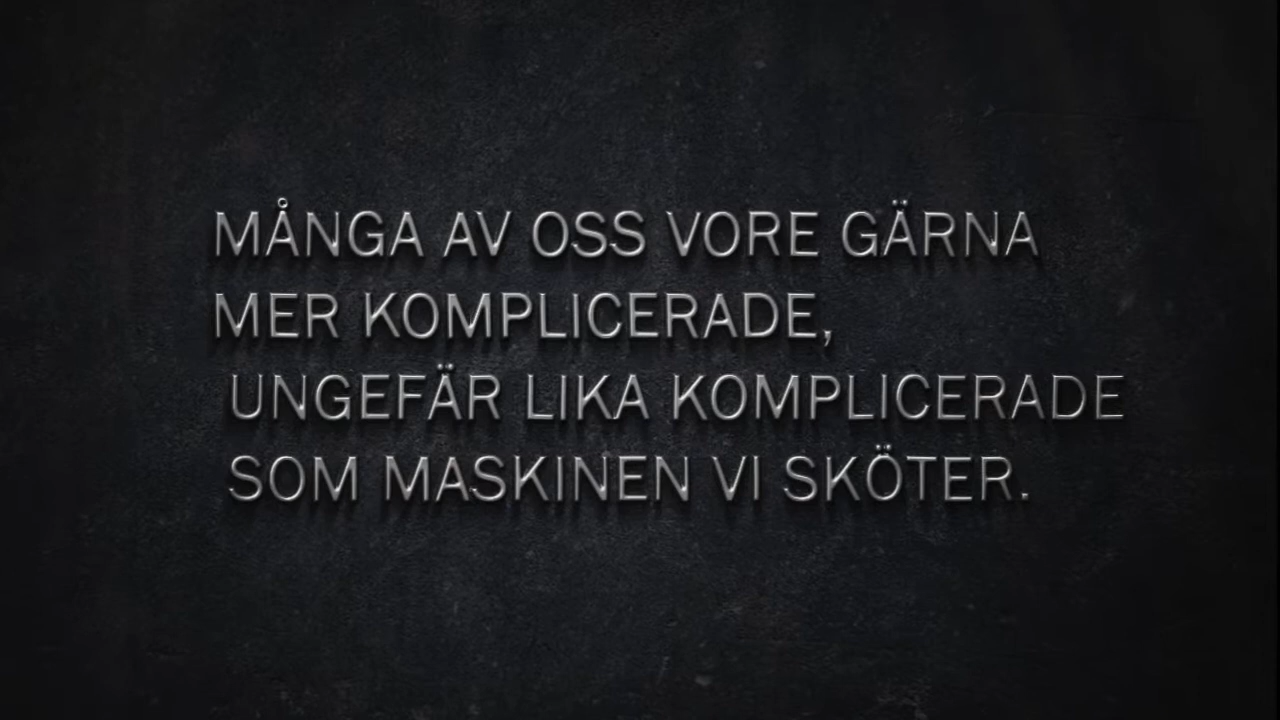 MÅNGA AV OSS VORE GÄRNA
MER KOMPLICERADE,
UNGEFÄR LIKA KOMPLICERADE
SOM MASKINEN VI SKÖTER.